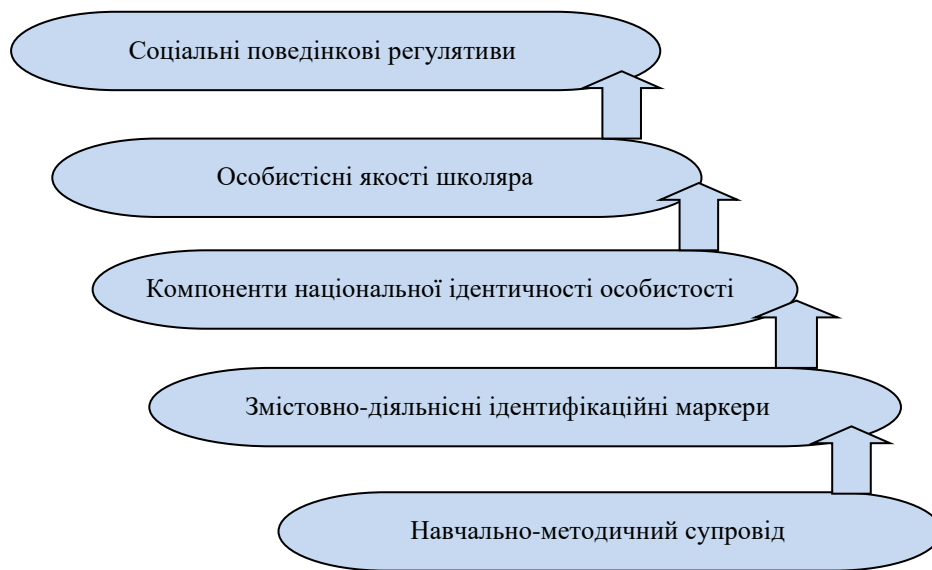 Соціальні поведінкові регулятиви
Особистісні якості школяра
Компоненти національної ідентичності особистості
Змістовно-діяльнісні ідентифікаційні маркери
Навчально-методичний супровід